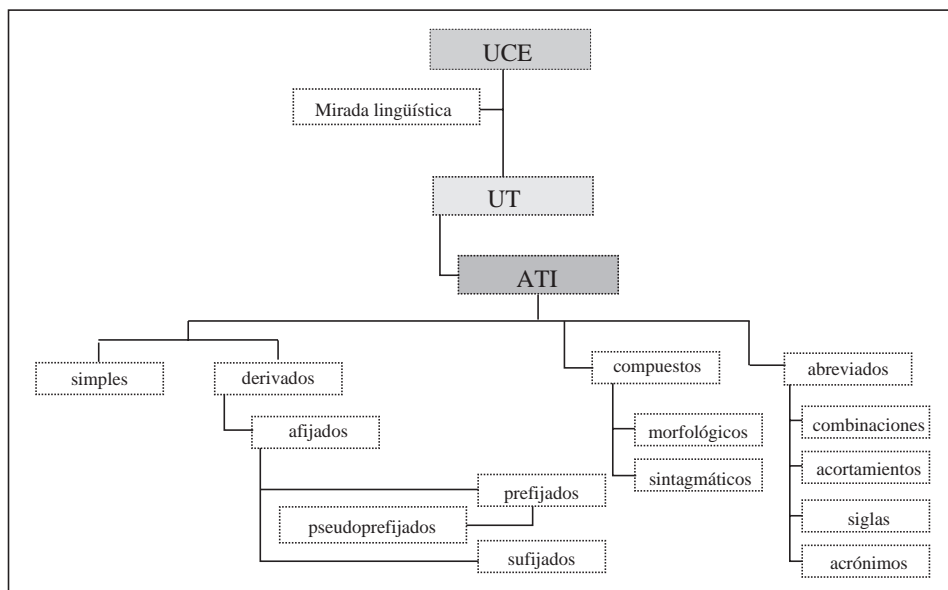 UCE
Mirada lingüística
UT
ATI
simples
derivados
afijados
prefijados
pseudoprefijados
sufijados
compuestos
morfológicos
sintagmáticos
abreviados
combinaciones
acortamientos
siglas
acrónimos